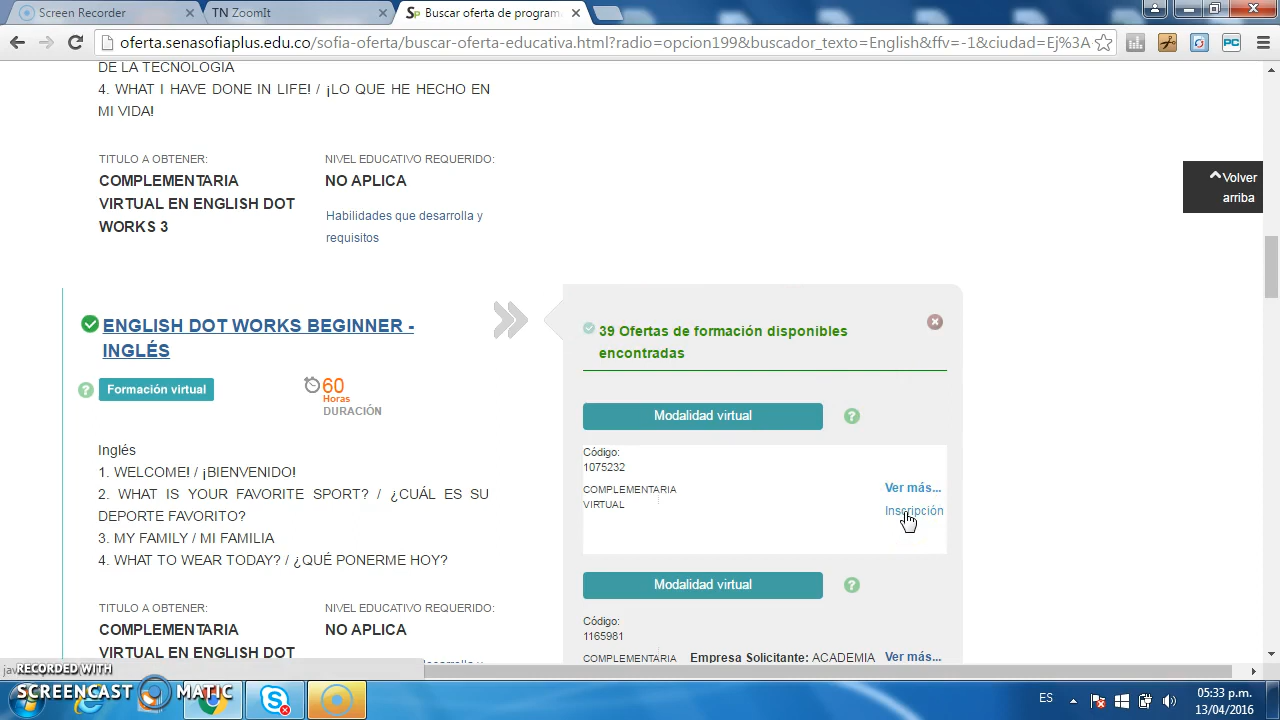 Screen Recorder
TN ZoomIt
Sp Buscar oferta de program
oferta.senasofiaplus.edu.co/sofia-oferta/buscar-oferta-educativa.html?radio=opcion199&buscador_texto=English&ffv=-1&ciudad=Ej%3A
PC
DE LA TECNOLOGIA
4. WHAT I HAVE DONE IN LIFE! / ¡LO QUE HE HECHO EN
MI VIDA!
TITULO A OBTENER:
COMPLEMENTARIA
VIRTUAL EN ENGLISH DOT
WORKS 3
NIVEL EDUCATIVO REQUERIDO:
NO APLICA
Habilidades que desarrolla y
requisitos
Volver
arriba
ENGLISH DOT WORKS BEGINNER -
INGLÉS
? Formación virtual
60
Horas
DURACIÓN
Inglés
1. WELCOME! / ¡BIENVENIDO!
2. WHAT IS YOUR FAVORITE SPORT? / ¿CUÁL ES SU
DEPORTE FAVORITO?
3. MY FAMILY / MI FAMILIA
4. WHAT TO WEAR TODAY? / ¿QUÉ PONERME HOY?
TITULO A OBTENER:
COMPLEMENTARIA
VIRTUAL EN ENGLISH DOT
NIVEL EDUCATIVO REQUERIDO:
NO APLICA
39 Ofertas de formación disponibles
encontradas
Modalidad virtual ?
Código:
1075232
COMPLEMENTARIA
VIRTUAL
Ver más...
Inscripción
Modalidad virtual ?
Código:
1165981
COMPLEMENTARIA
Empresa Solicitante: ACADEMIA
Ver más...
RECORDED WITH
SCREENCAST MATIC
ES
05:33 p.m.
13/04/2016